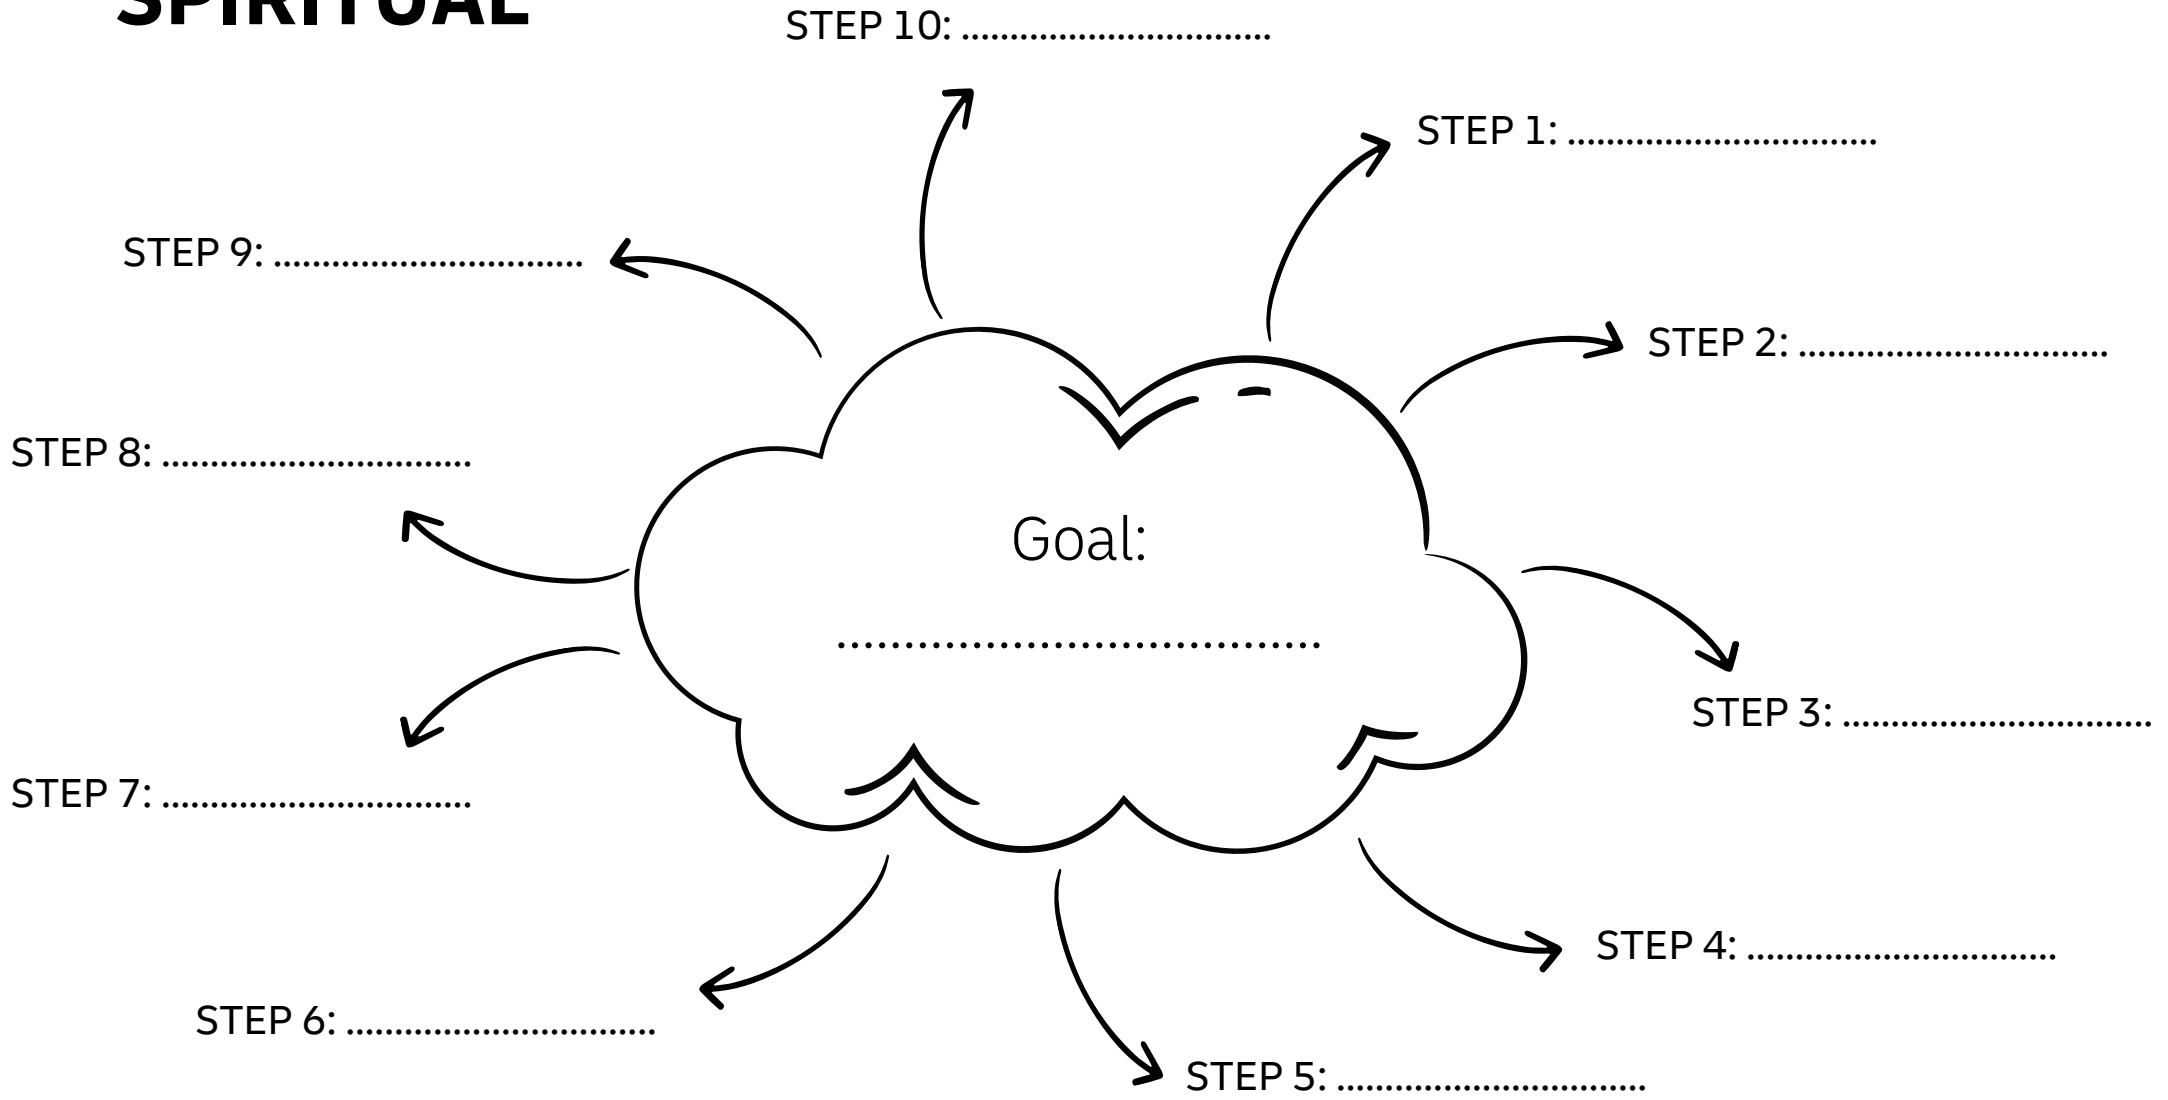 SPIRITUAL
STEP 10: ................................
STEP 1: ................................
STEP 9: ................................
STEP 2: ................................
STEP 8: ................................
Goal:
....................................
STEP 3: ................................
STEP 7: ................................
STEP 4: ................................
STEP 6: ................................
STEP 5: ................................